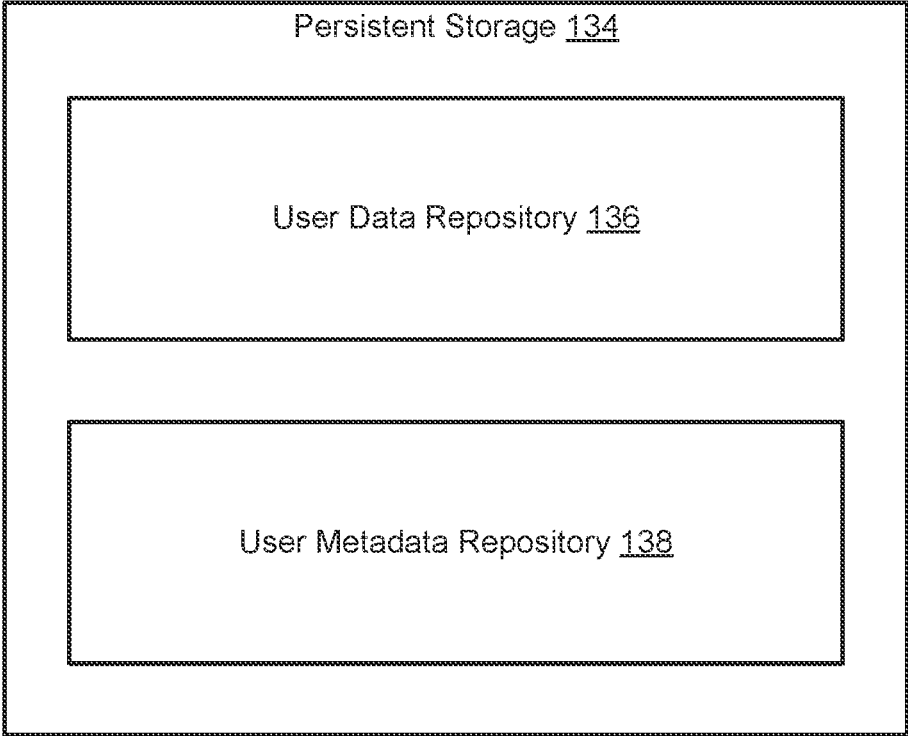 Persistent Storage 134
User Data Repository 136
User Metadata Repository 138